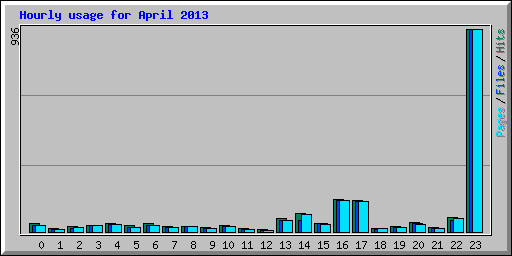 Hourly usage for April 2013
936
Pages/Files/Hits
0 1 2 3 4 5 6 7 8 9 10 11 12 13 14 15 16 17 18 19 20 21 22 23